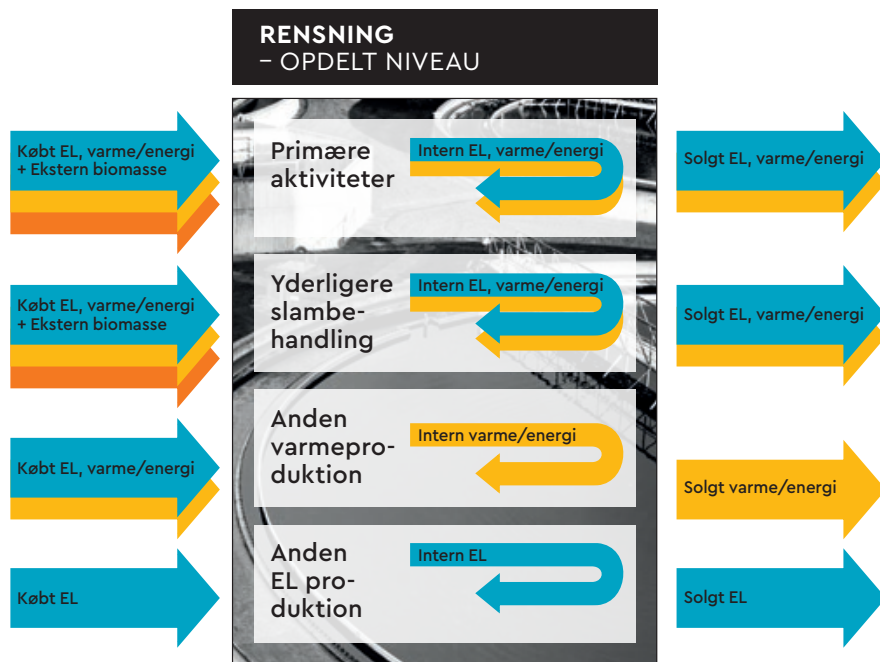 RENSNING
– OPDELT NIVEAU
Købt EL, varme/energi
+ Ekstern biomasse
Primære
aktiviteter
Intern EL, varme/energi
Solgt EL, varme/energi
Købt EL, varme/energi
+ Ekstern biomasse
Yderligere
slambe-
handling
Intern EL, varme/energi
Solgt EL, varme/energi
Købt EL, varme/energi
Anden
varmepro-
duktion
Intern varme/energi
Solgt varme/energi
Købt EL
Anden
EL pro-
duktion
Intern EL
Solgt EL